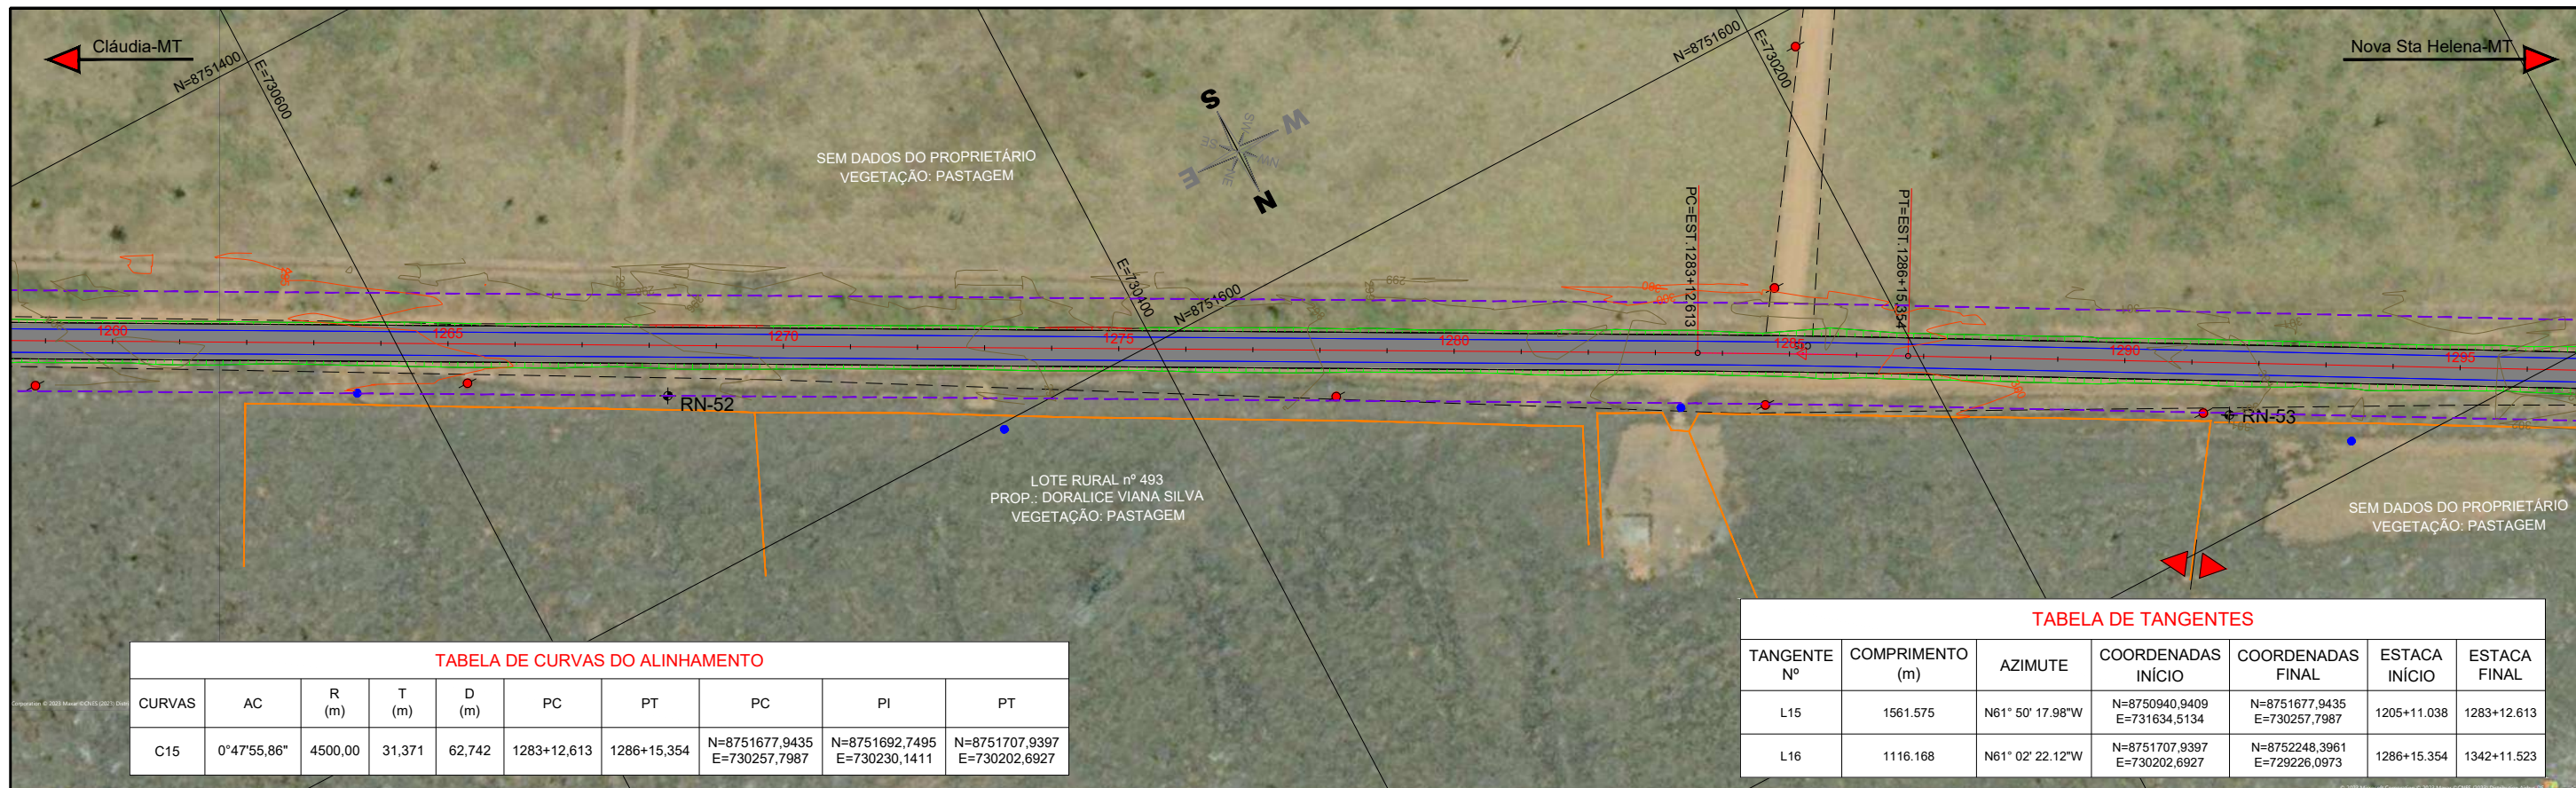 Cláudia-MT
Nova Sta Helena-MT
N=8751400
E=730600
N=8751600
E=730200
S
W
SW
SE
NW
E
NE
N
SEM DADOS DO PROPRIETÁRIO
VEGETAÇÃO: PASTAGEM
E=730400
N=8751600
PC=EST.1283+12.613
PT=EST.1286+15.354
299
300
1260
1265
1270
1275
1280
1285
1290
1295
RN-52
RN-53
LOTE RURAL nº 493
PROP.: DORALICE VIANA SILVA
VEGETAÇÃO: PASTAGEM
SEM DADOS DO PROPRIETÁRIO
VEGETAÇÃO: PASTAGEM
TABELA DE CURVAS DO ALINHAMENTO
CURVAS AC R (m) T (m) D (m) PC PT PC PI PT
C15 0°47'55,86" 4500,00 31,371 62,742 1283+12,613 1286+15,354 N=8751677,9435 E=730257,7987 N=8751692,7495 E=730230,1411 N=8751707,9397 E=730202,6927
TABELA DE TANGENTES
TANGENTE Nº COMPRIMENTO (m) AZIMUTE COORDENADAS INÍCIO COORDENADAS FINAL ESTACA INÍCIO ESTACA FINAL
L15 1561.575 N61° 50' 17.98"W N=8750940,9409 E=731634,5134 N=8751677,9435 E=730257,7987 1205+11.038 1283+12.613
L16 1116.168 N61° 02' 22.12"W N=8751707,9397 E=730202,6927 N=8752248,3961 E=729226,0973 1286+15.354 1342+11.523